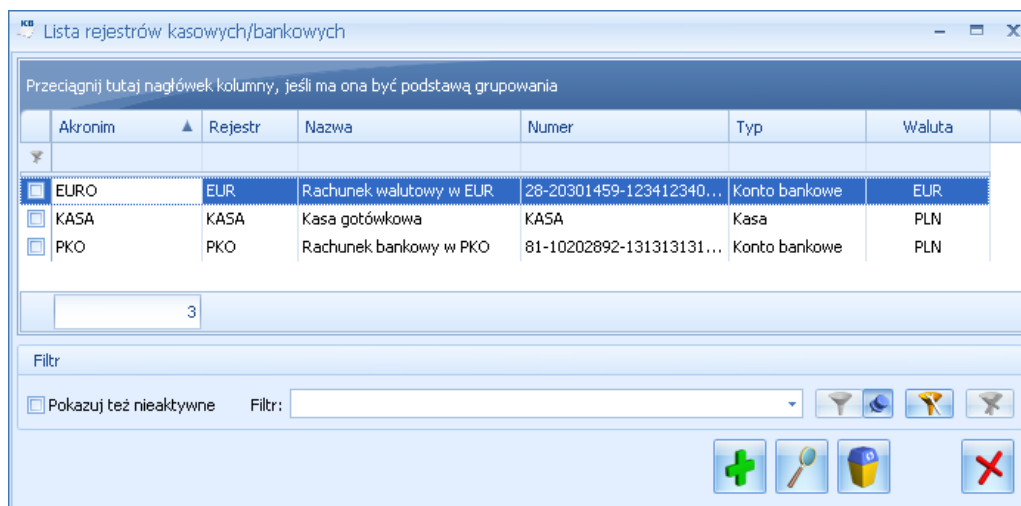 KB Lista rejestrów kasowych/bankowych
Przeciągnij tutaj nagłówek kolumny, jeśli ma ona być podstawą grupowania
Akronim Rejestr Nazwa Numer Typ Waluta
EURO EUR Rachunek walutowy w EUR 28-20301459-123412340... Konto bankowe EUR
KASA KASA Kasa gotówkowa KASA Kasa PLN
PKO PKO Rachunek bankowy w PKO 81-10202892-131313131... Konto bankowe PLN
3
Filtr
Pokazuj też nieaktywne Filtr: